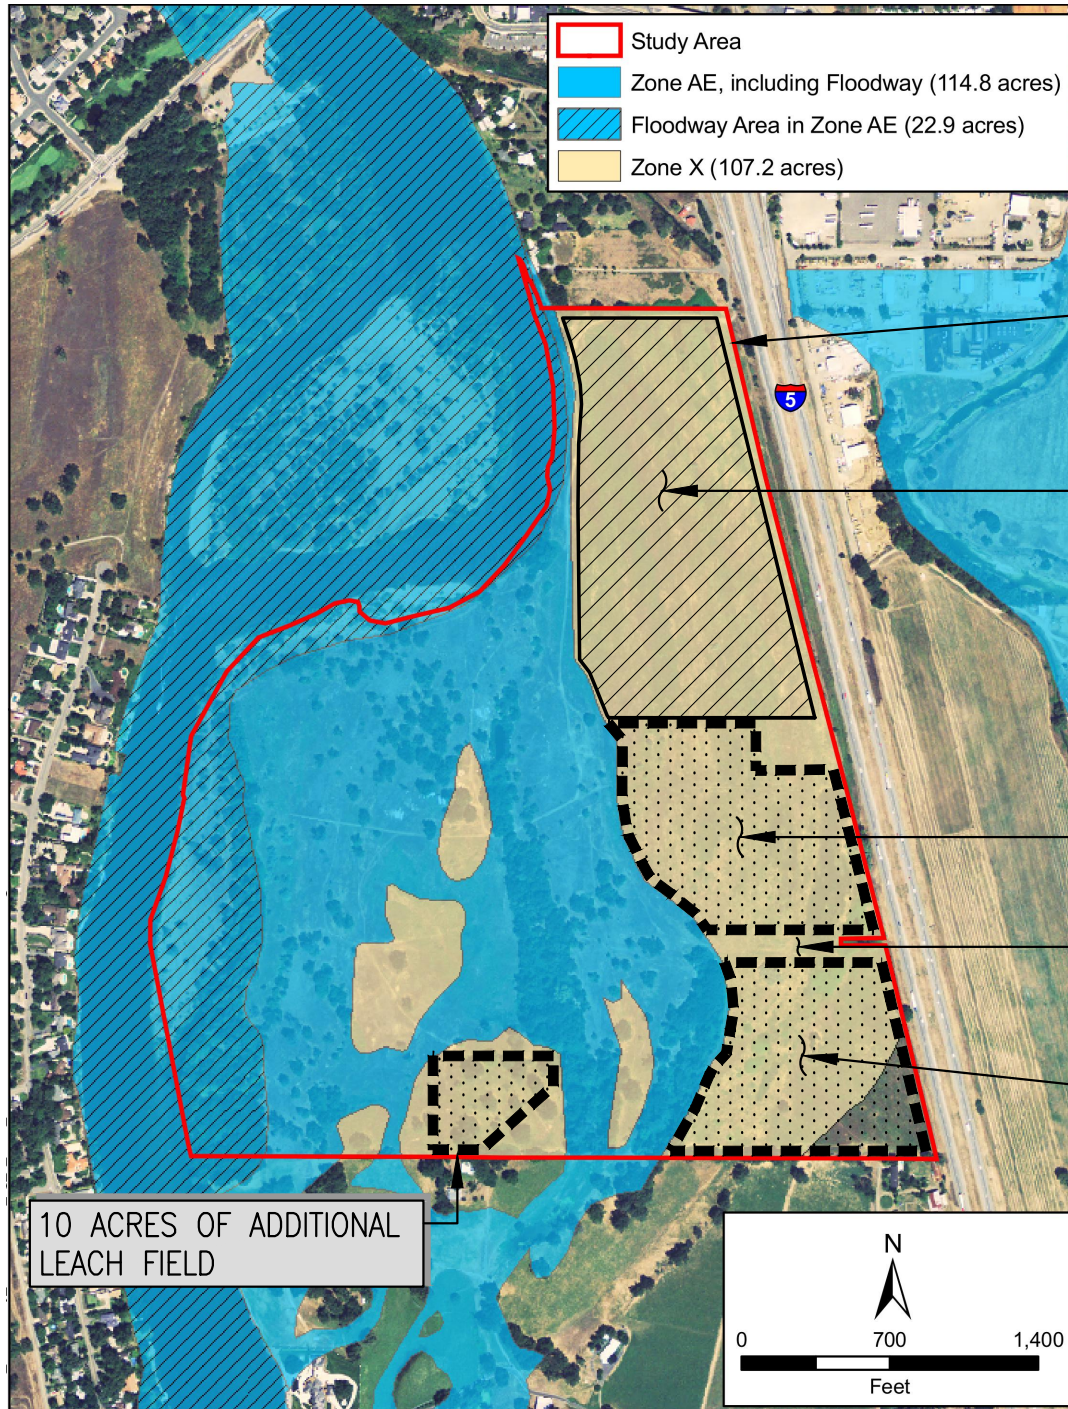 Study Area
Zone AE, including Floodway (114.8 acres)
Floodway Area in Zone AE (22.9 acres)
Zone X (107.2 acres)
5
10 ACRES OF ADDITIONAL
LEACH FIELD
N
0 700 1,400
Feet